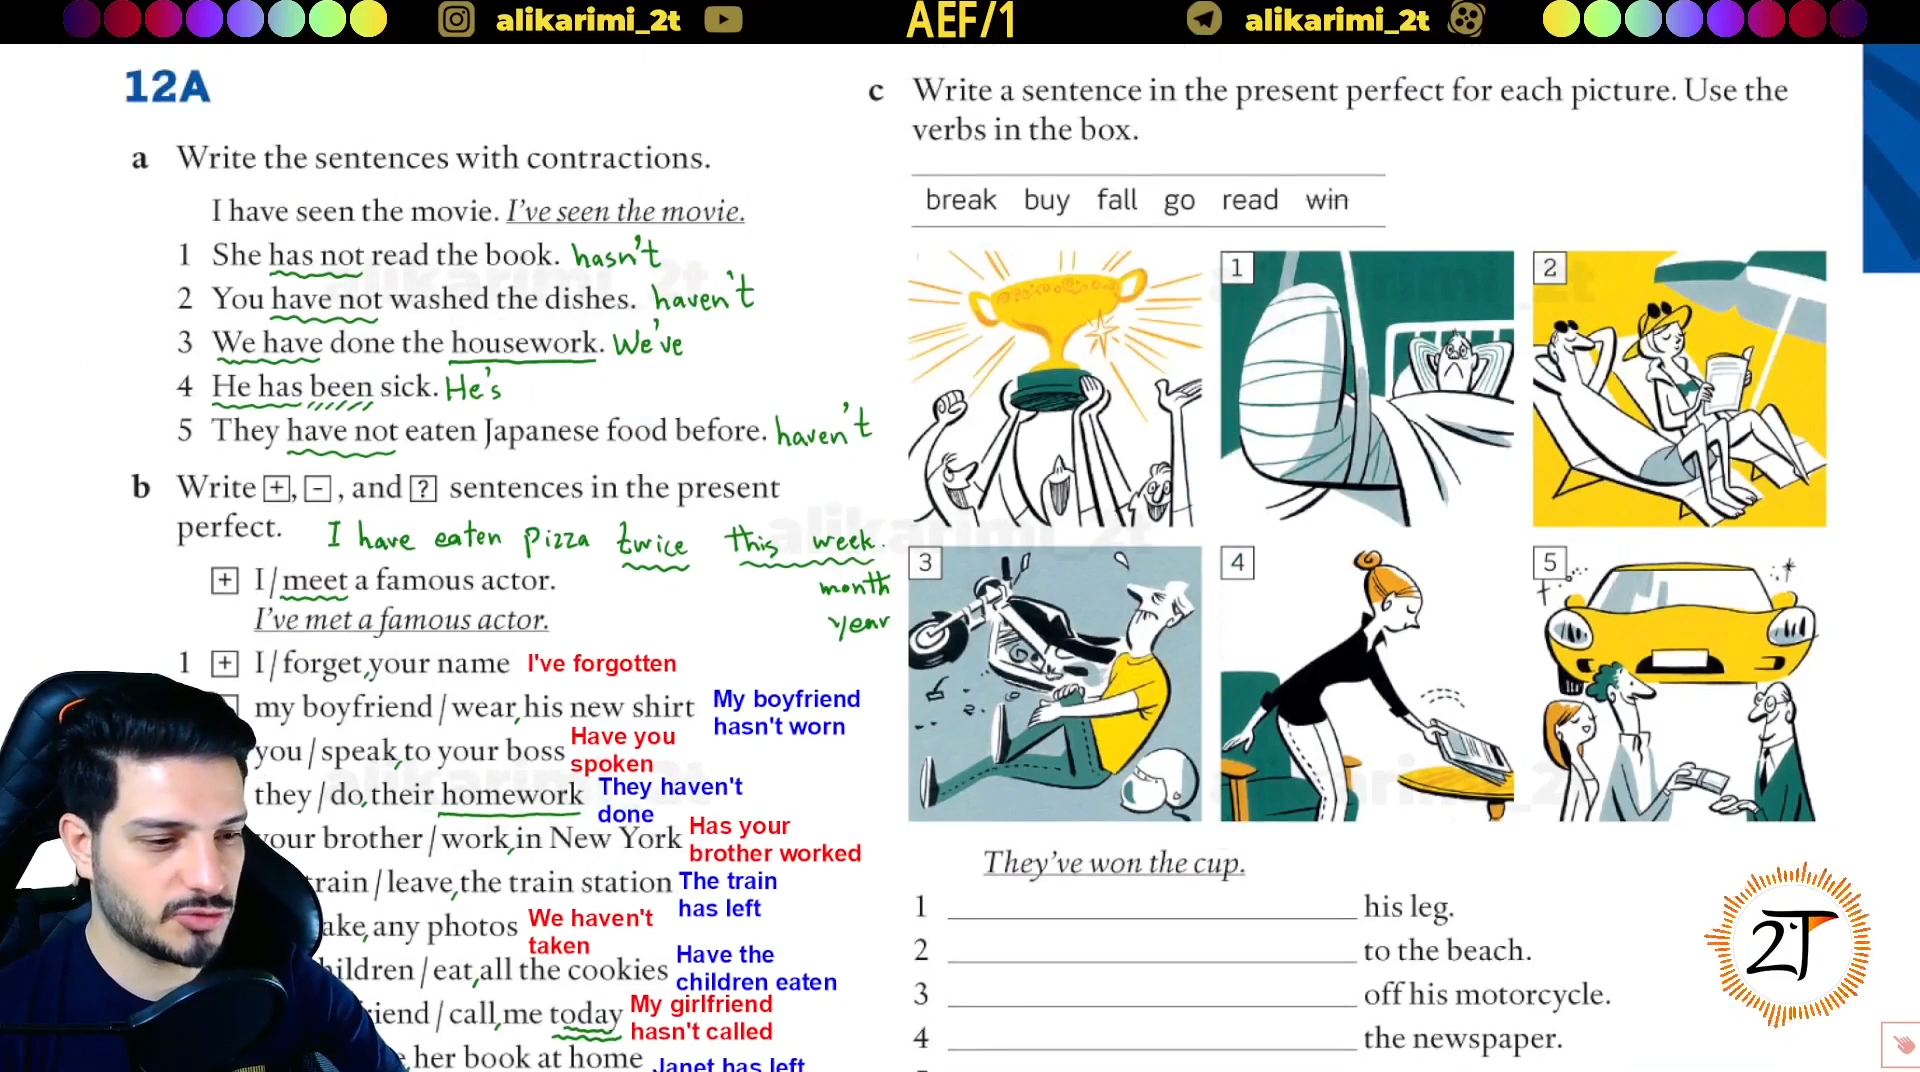 alikarimi_2t
AEF/1
alikarimi_2t
12A
a Write the sentences with contractions.
I have seen the movie. I've seen the movie.
1 She has not read the book. hasn't
2 You have not washed the dishes. haven't
3 We have done the housework. We've
4 He has been sick. He's
5 They have not eaten Japanese food before. haven't
b Write +, -, and ? sentences in the present
perfect. I have eaten pizza twice this week.
month
+ I / meet a famous actor.
I've met a famous actor. year
1 + I / forget your name I've forgotten
my boyfriend / wear his new shirt My boyfriend
hasn't worn
you / speak to your boss Have you
spoken
they / do their homework They haven't
done
your brother / work in New York Has your
brother worked
train / leave the train station The train
has left
any photos We haven't
taken
children / eat all the cookies Have the
children eaten
/ call me today My girlfriend
hasn't called
her book at home Janet has left
c Write a sentence in the present perfect for each picture. Use the
verbs in the box.
break buy fall go read win
1
2
3
4
5
They've won the cup.
1 his leg.
2 to the beach.
3 off his motorcycle.
4 the newspaper.
2T